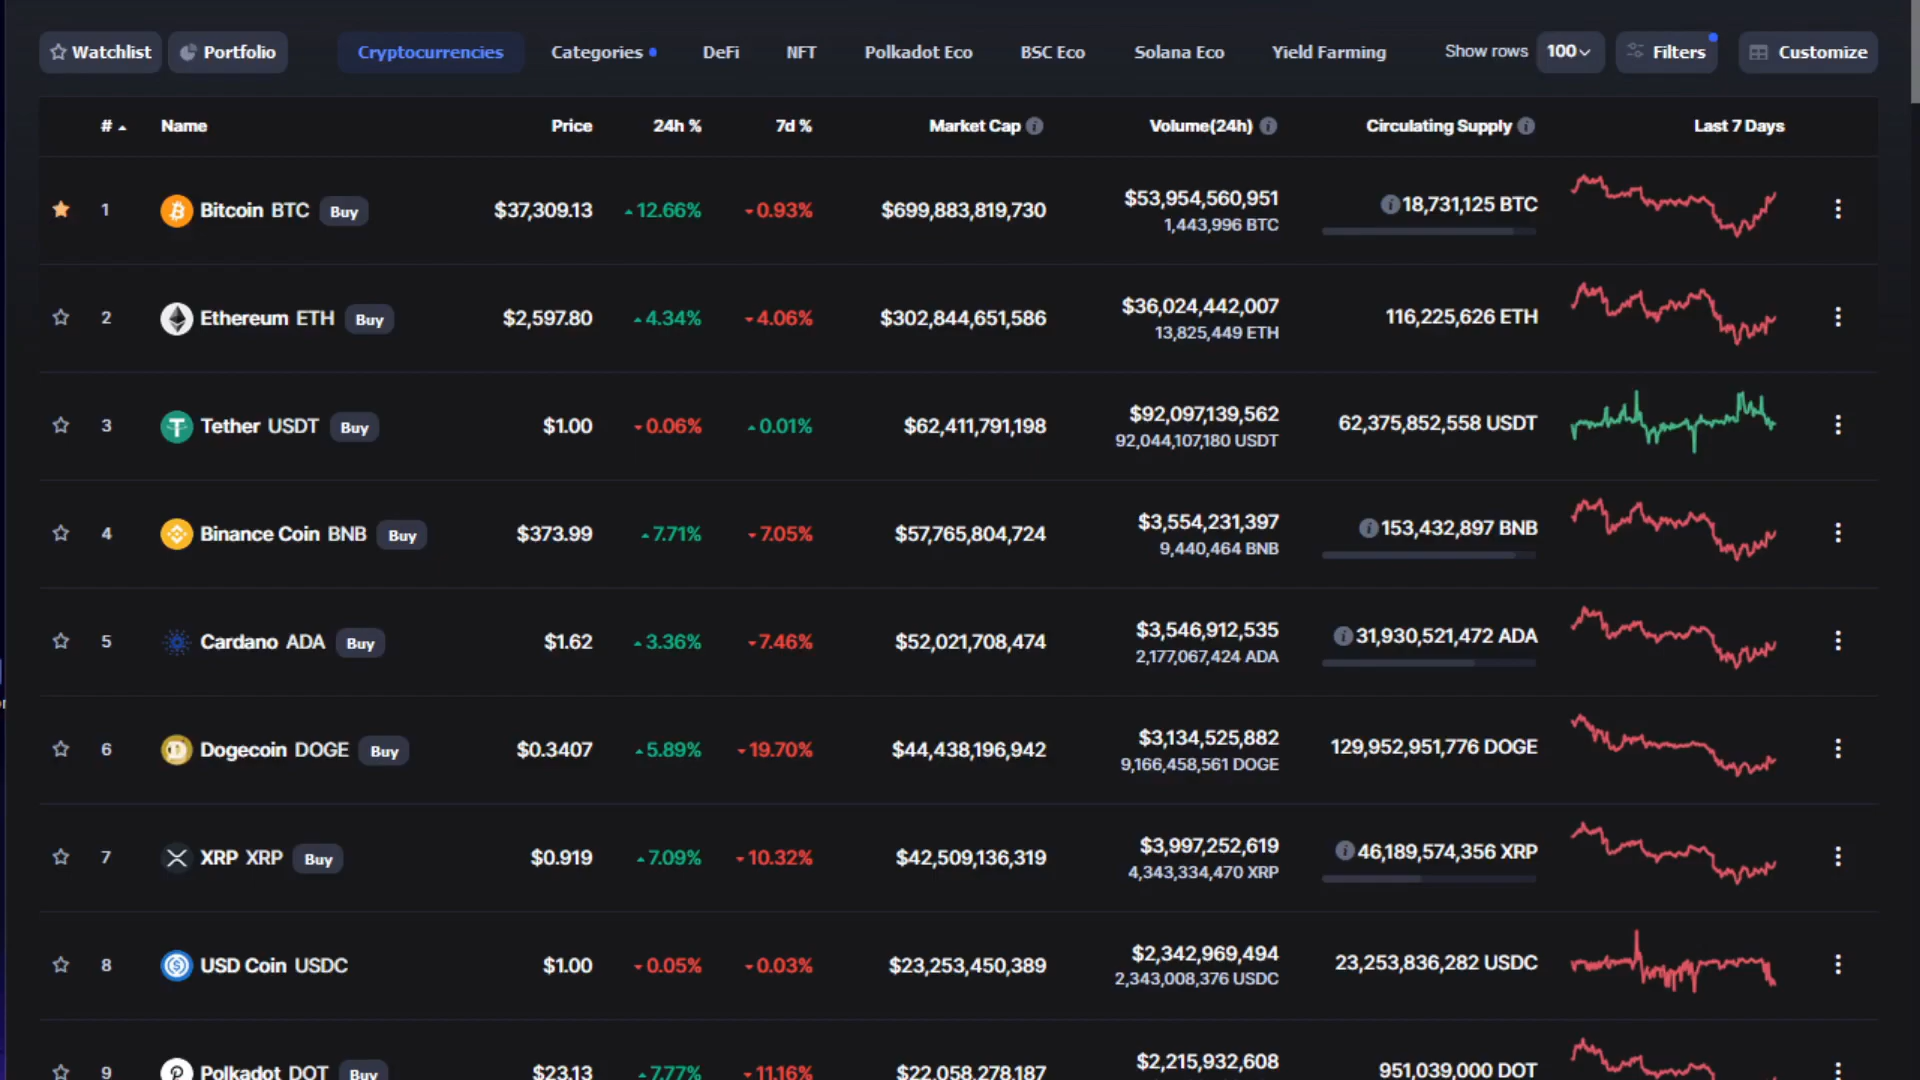 Watchlist Portfolio Cryptocurrencies Categories DeFi NFT Polkadot Eco BSC Eco Solana Eco Yield Farming Show rows 100 Filters Customize
# Name Price 24h % 7d % Market Cap Volume(24h) Circulating Supply Last 7 Days
1 Bitcoin BTC Buy $37,309.13 12.66% 0.93% $699,883,819,730 $53,954,560,951 18,731,125 BTC
1,443,996 BTC
2 Ethereum ETH Buy $2,597.80 4.34% 4.06% $302,844,651,586 $36,024,442,007 116,225,626 ETH
13,825,449 ETH
3 Tether USDT Buy $1.00 0.06% 0.01% $62,411,791,198 $92,097,139,562 62,375,852,558 USDT
92,044,107,180 USDT
4 Binance Coin BNB Buy $373.99 7.71% 7.05% $57,765,804,724 $3,554,231,397 153,432,897 BNB
9,440,464 BNB
5 Cardano ADA Buy $1.62 3.36% 7.46% $52,021,708,474 $3,546,912,535 31,930,521,472 ADA
2,177,067,424 ADA
6 Dogecoin DOGE Buy $0.3407 5.89% 19.70% $44,438,196,942 $3,134,525,882 129,952,951,776 DOGE
9,166,458,561 DOGE
7 XRP XRP Buy $0.919 7.09% 10.32% $42,509,136,319 $3,997,252,619 46,189,574,356 XRP
4,343,334,470 XRP
8 USD Coin USDC $1.00 0.05% 0.03% $23,253,450,389 $2,342,969,494 23,253,836,282 USDC
2,343,008,376 USDC
9 Polkadot DOT Buy $23.13 7.77% 11.16% $22,058,278,187 $2,215,932,608 951,039,000 DOT